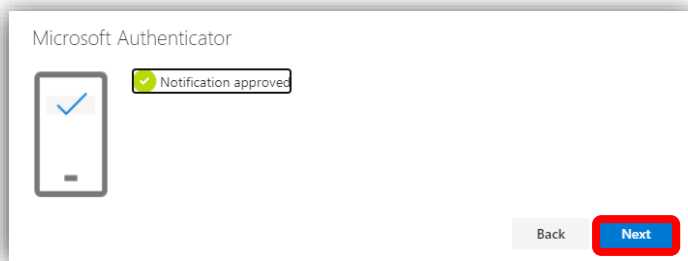 Microsoft Authenticator
Notification approved
Back
Next